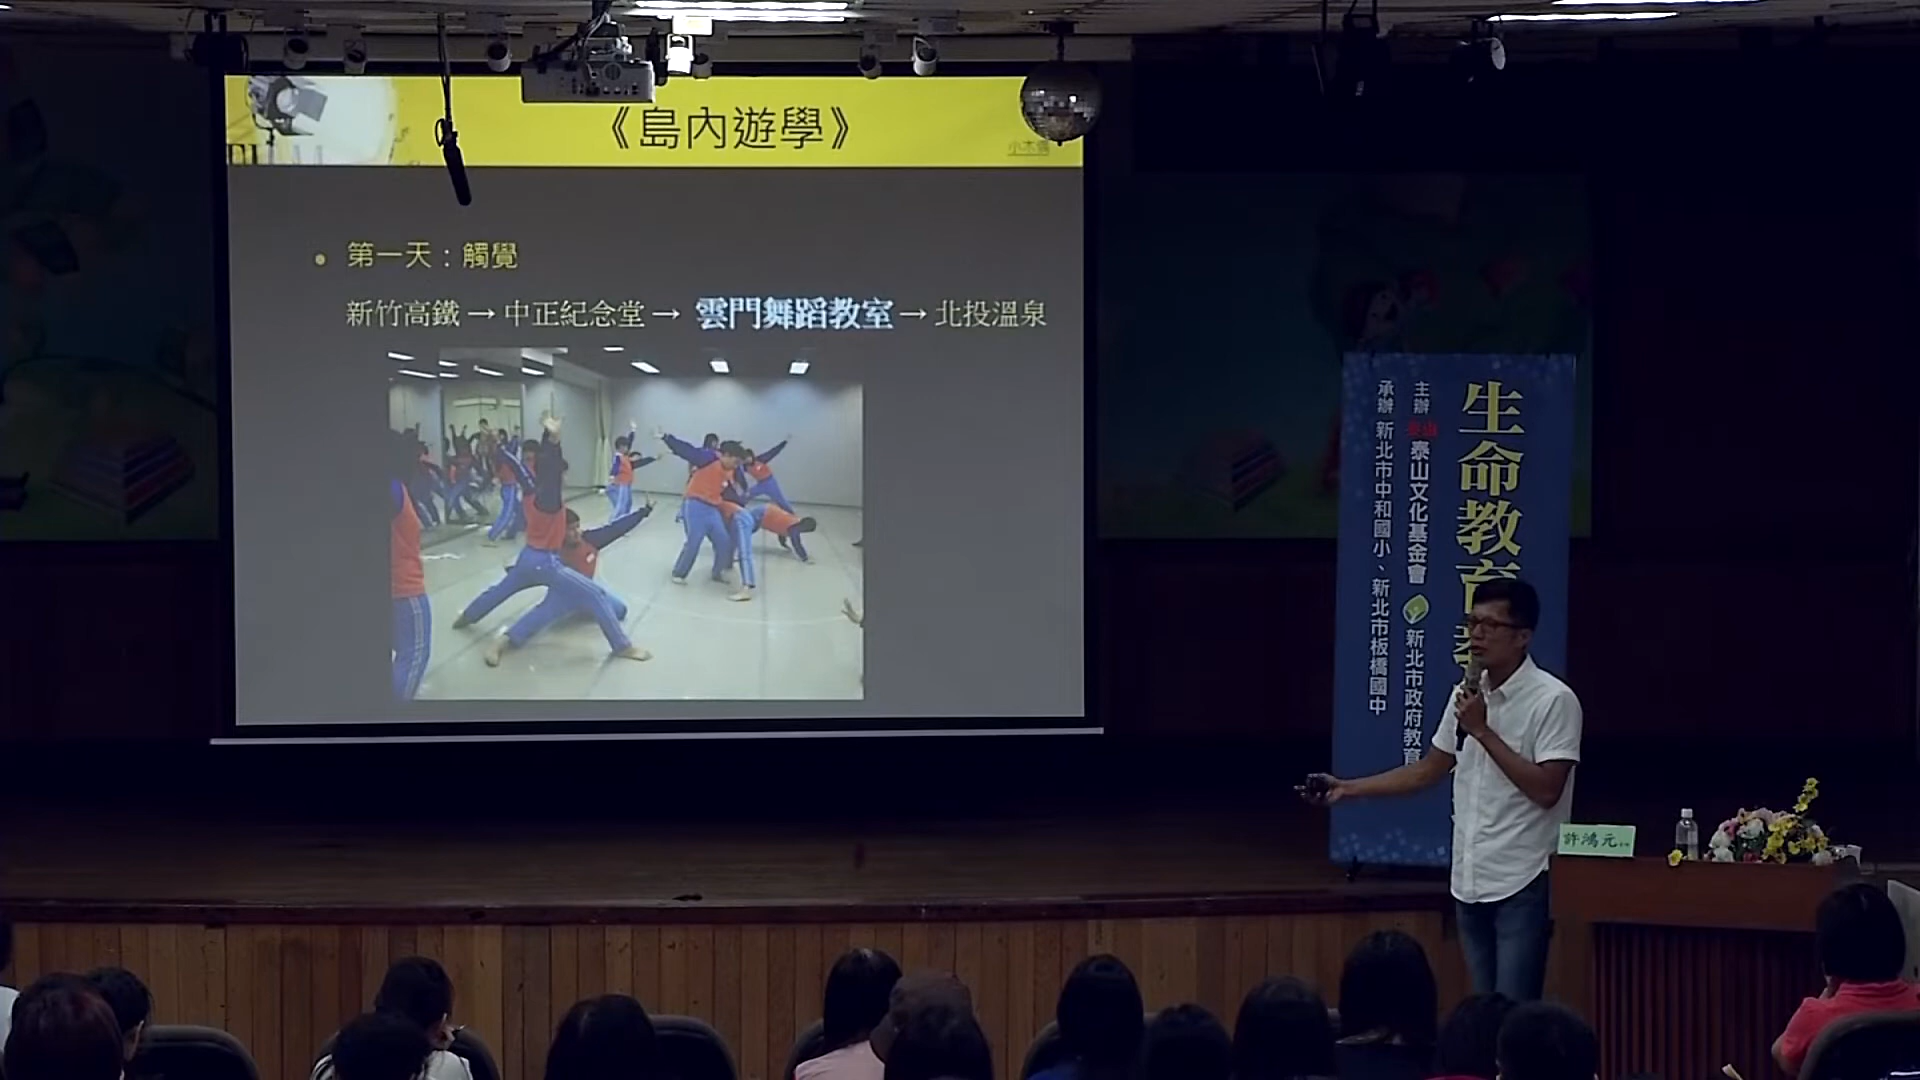 《島內遊學》
小木偶
第一天：觸覺
新竹高鐵→中正紀念堂→雲門舞蹈教室→北投溫泉
生命教育
主辦 泰山文化基金會 新北市政府教育
承辦 新北市中和國小、新北市板橋國中
許鴻元